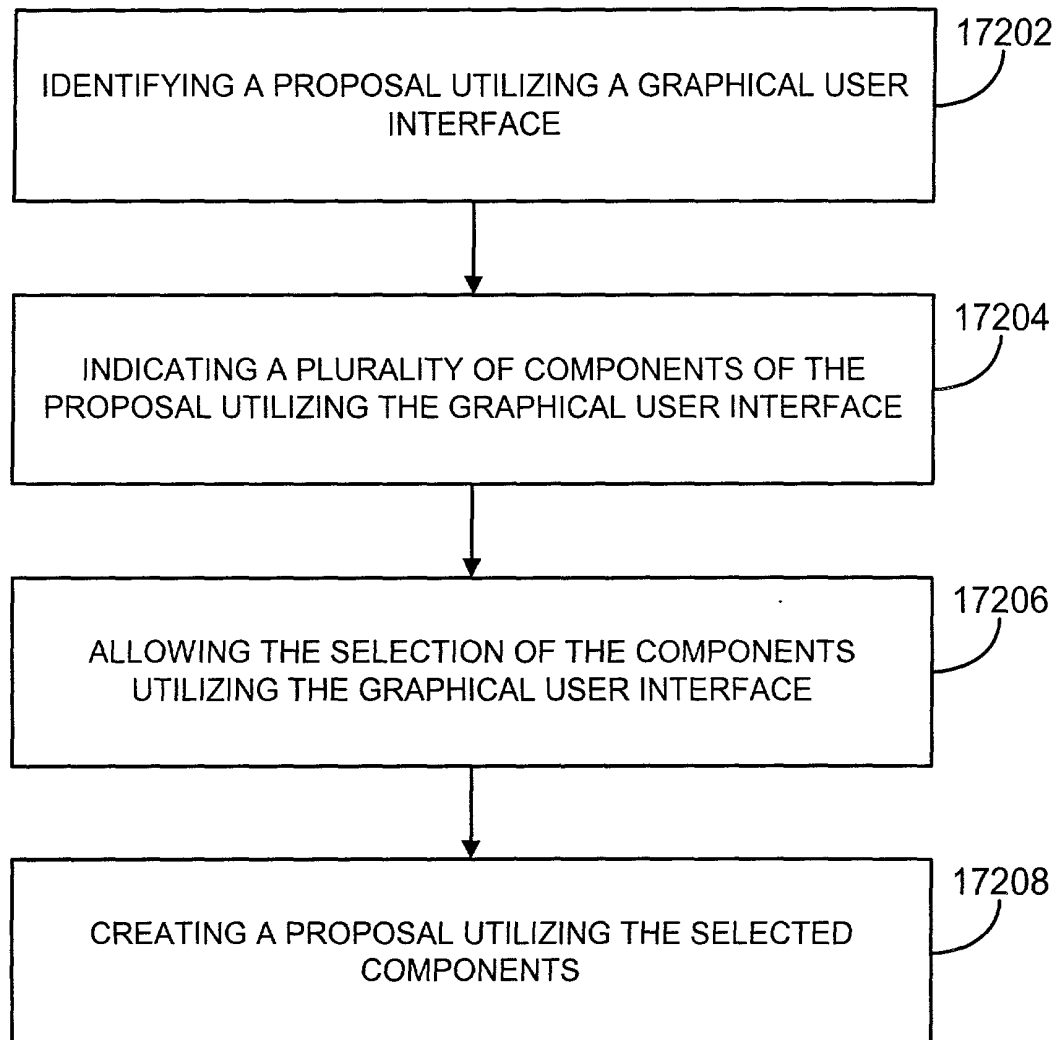 17202
IDENTIFYING A PROPOSAL UTILIZING A GRAPHICAL USER
INTERFACE
17204
INDICATING A PLURALITY OF COMPONENTS OF THE
PROPOSAL UTILIZING THE GRAPHICAL USER INTERFACE
17206
ALLOWING THE SELECTION OF THE COMPONENTS
UTILIZING THE GRAPHICAL USER INTERFACE
17208
CREATING A PROPOSAL UTILIZING THE SELECTED
COMPONENTS